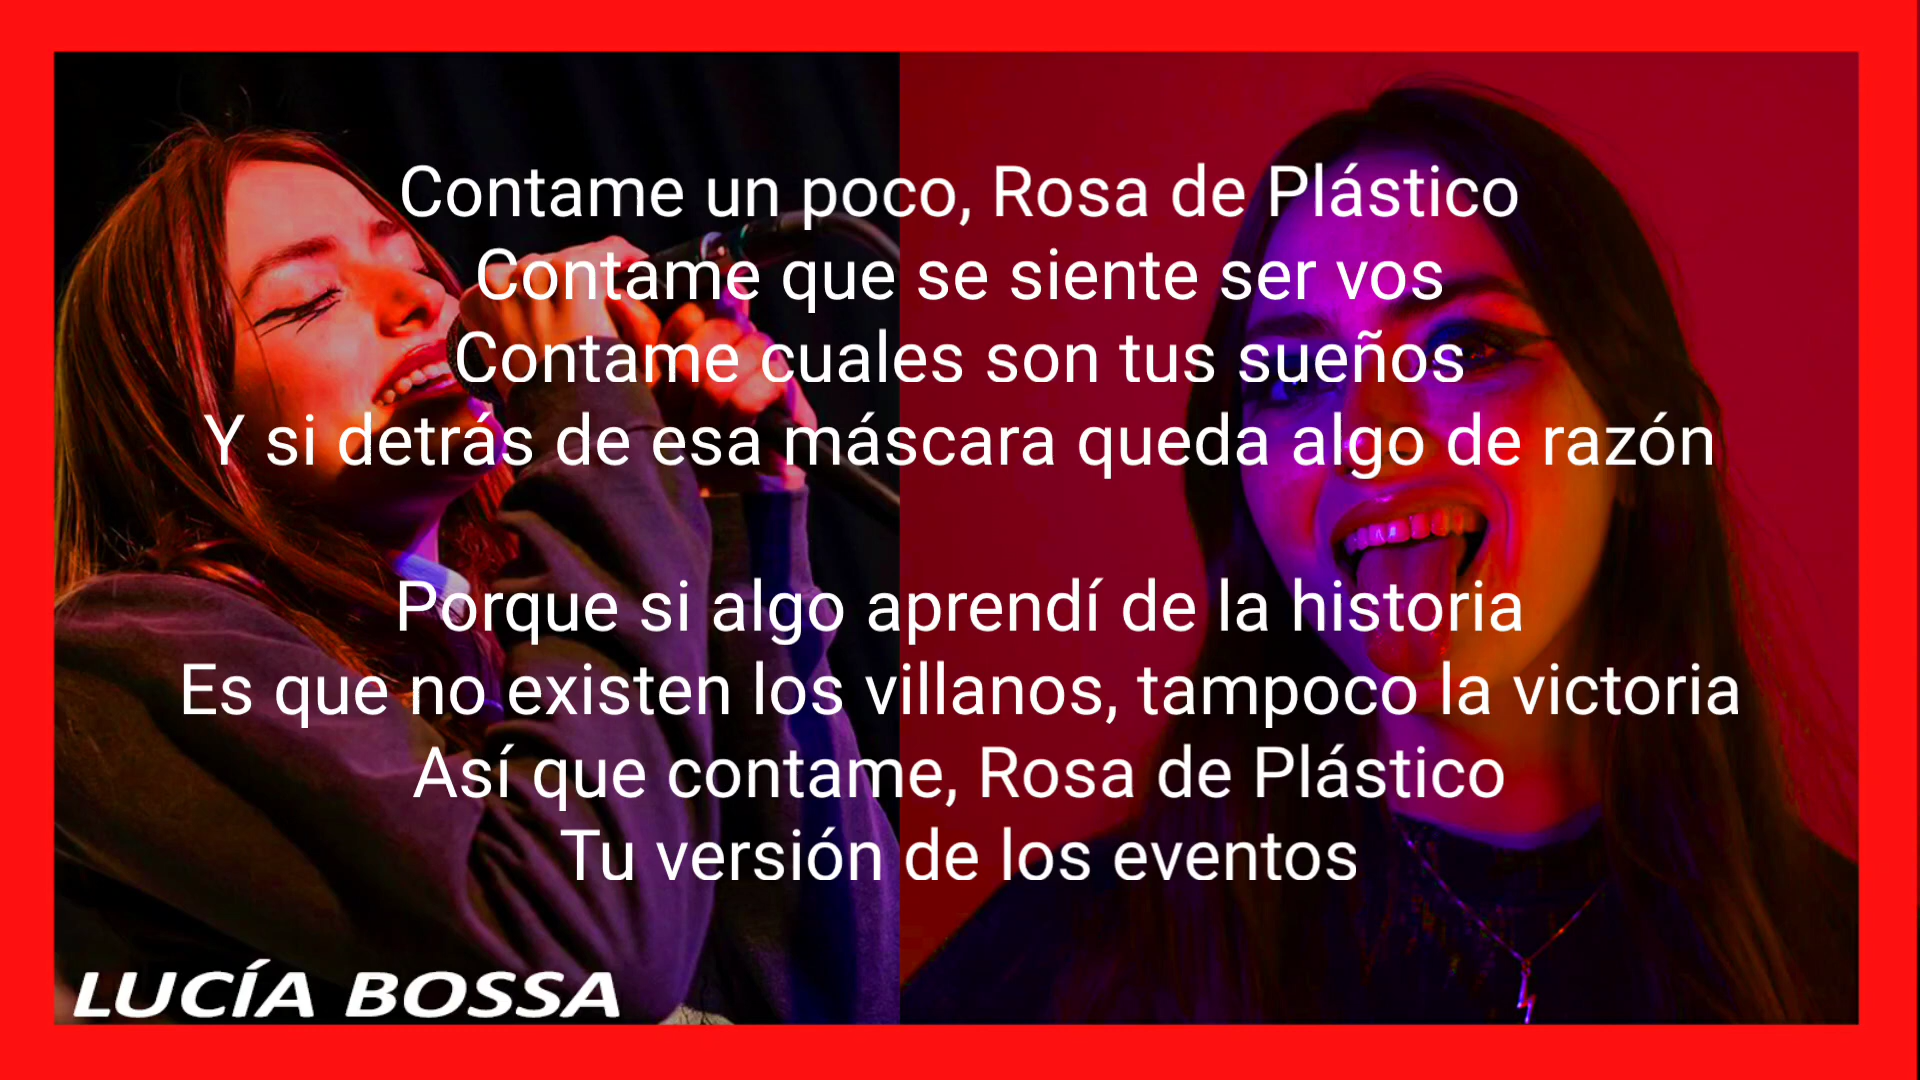 Contame un poco, Rosa de Plástico
Contame que se siente ser vos
Contame cuales son tus sueños
Y si detrás de esa máscara queda algo de razón
Porque si algo aprendí de la historia
Es que no existen los villanos, tampoco la victoria
Así que contame, Rosa de Plástico
Tu versión de los eventos
LUCÍA BOSSA